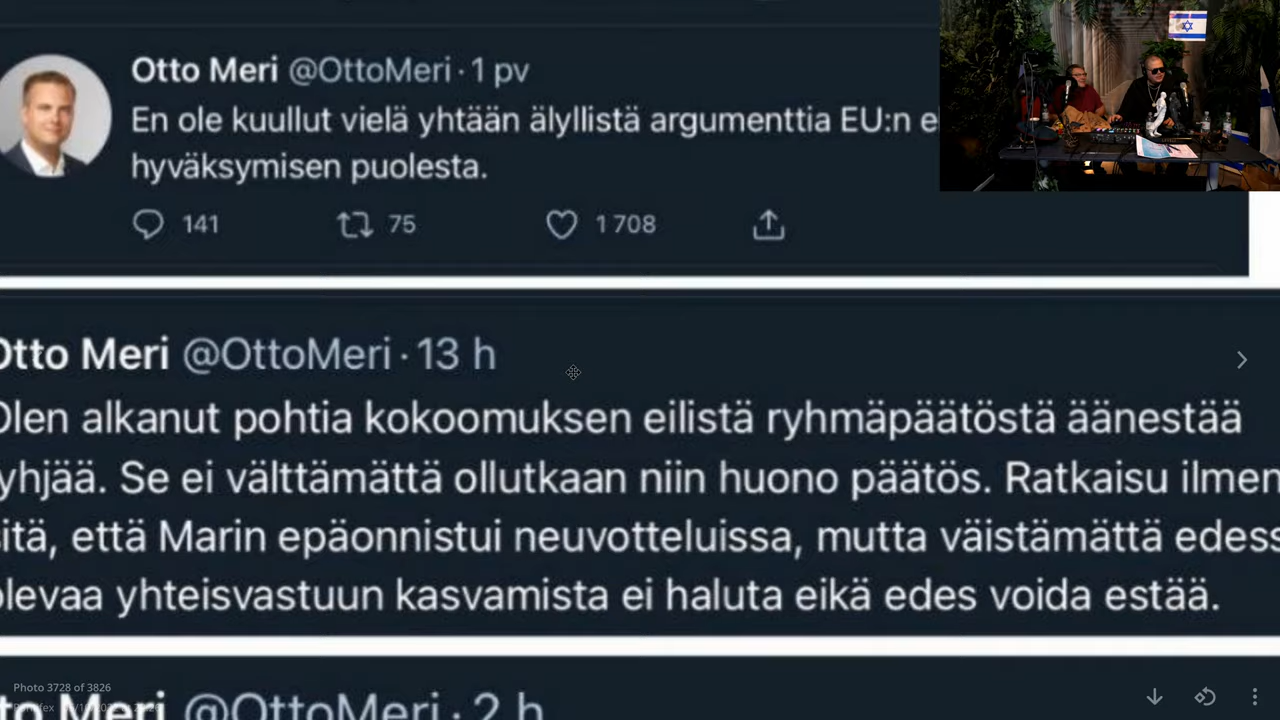 Otto Meri @OttoMeri · 1 pv
En ole kuullut vielä yhtään älyllistä argumenttia EU:n
hyväksymisen puolesta.
141 75 1 708
Otto Meri @OttoMeri · 13 h
Olen alkanut pohtia kokoomuksen eilistä ryhmäpäätöstä äänestää
yhjää. Se ei välttämättä ollutkaan niin huono päätös. Ratkaisu ilmen
sitä, että Marin epäonnistui neuvotteluissa, mutta väistämättä edess
olevaa yhteisvastuun kasvamista ei haluta eikä edes voida estää.
Photo 3728 of 3826
to Meri @OttoMeri · 2 h